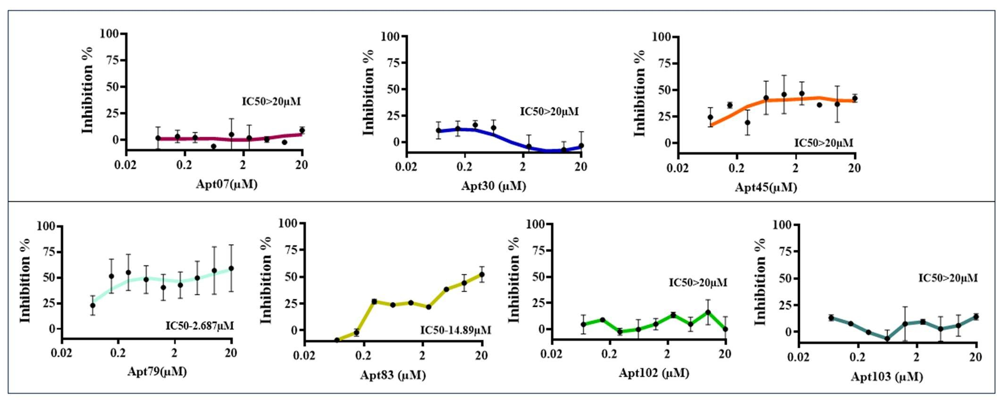 Inhibition %
100
75
50
25
0
IC50>20µM
0.02 0.2 2 20
Apt07(µM)
Inhibition %
100
75
50
25
0
IC50>20µM
0.02 0.2 2 20
Apt30 (µM)
Inhibition %
100
75
50
25
0
IC50>20µM
0.02 0.2 2 20
Apt45(µM)
Inhibition %
100
75
50
25
0
IC50-2.687µM
0.02 0.2 2 20
Apt79(µM)
Inhibition %
100
75
50
25
0
IC50-14.89µM
0.02 0.2 2 20
Apt83 (µM)
Inhibition %
100
75
50
25
0
IC50>20µM
0.02 0.2 2 20
Apt102 (µM)
Inhibition %
100
75
50
25
0
IC50>20µM
0.02 0.2 2 20
Apt103 (µM)